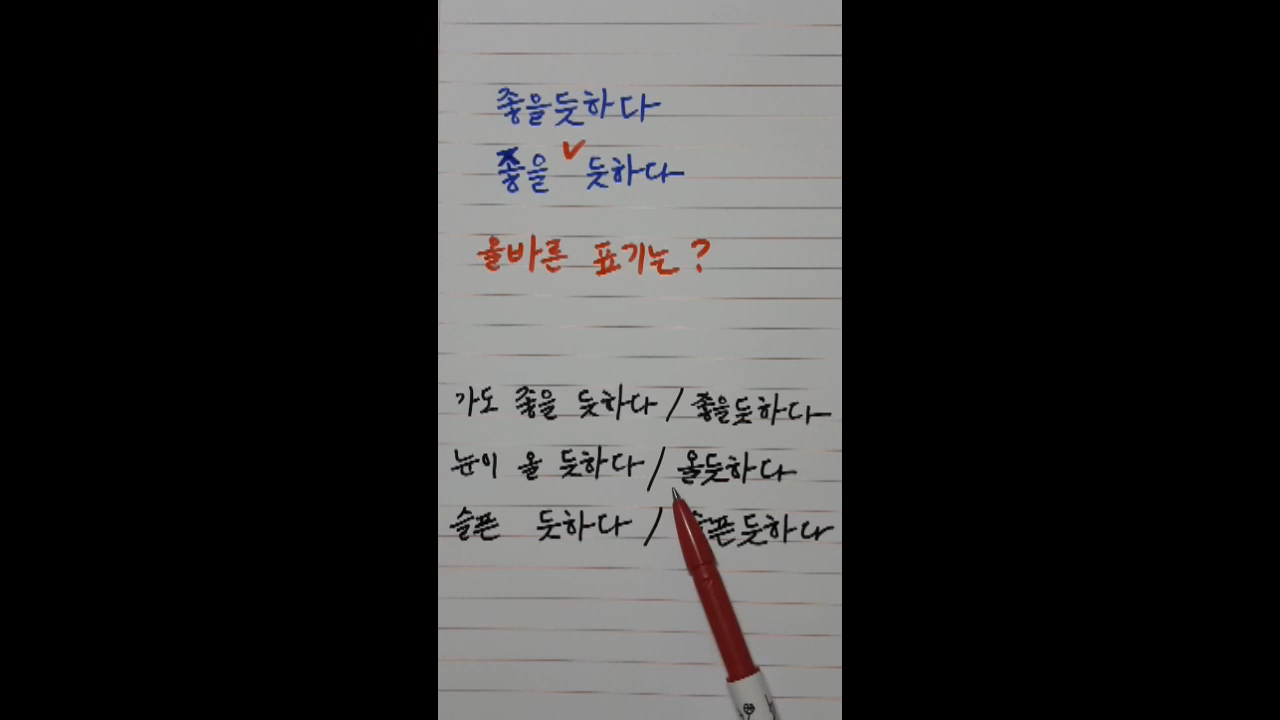 좋을듯하다
좋을 ∨ 듯하다
올바른 표기는?
가도 좋을 듯하다 / 좋을듯하다
눈이 올 듯하다 / 올듯하다
슬픈 듯하다 / 슬픈듯하다